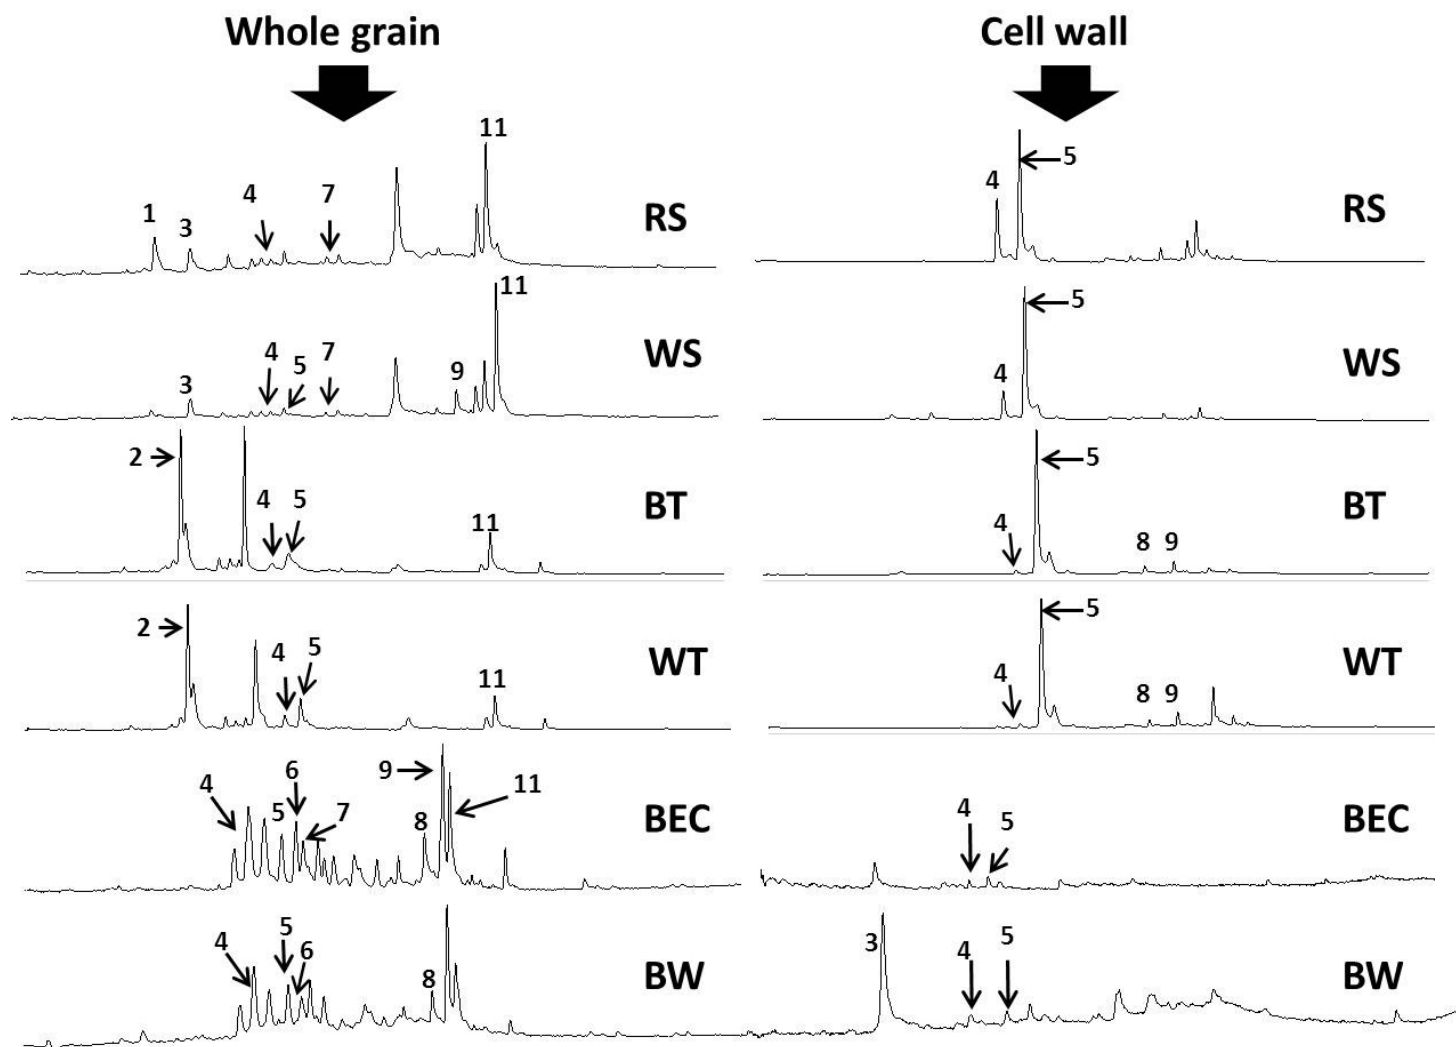 Whole grain
Cell wall
1 3 4 7 11 RS
4 5 RS
3 4 5 7 9 11 WS
4 5 WS
2 4 5 11 BT
4 5 8 9 BT
2 4 5 11 WT
4 5 8 9 WT
4 5 6 7 9 8 11 BEC
4 5 BEC
4 5 6 8 BW
3 4 5 BW